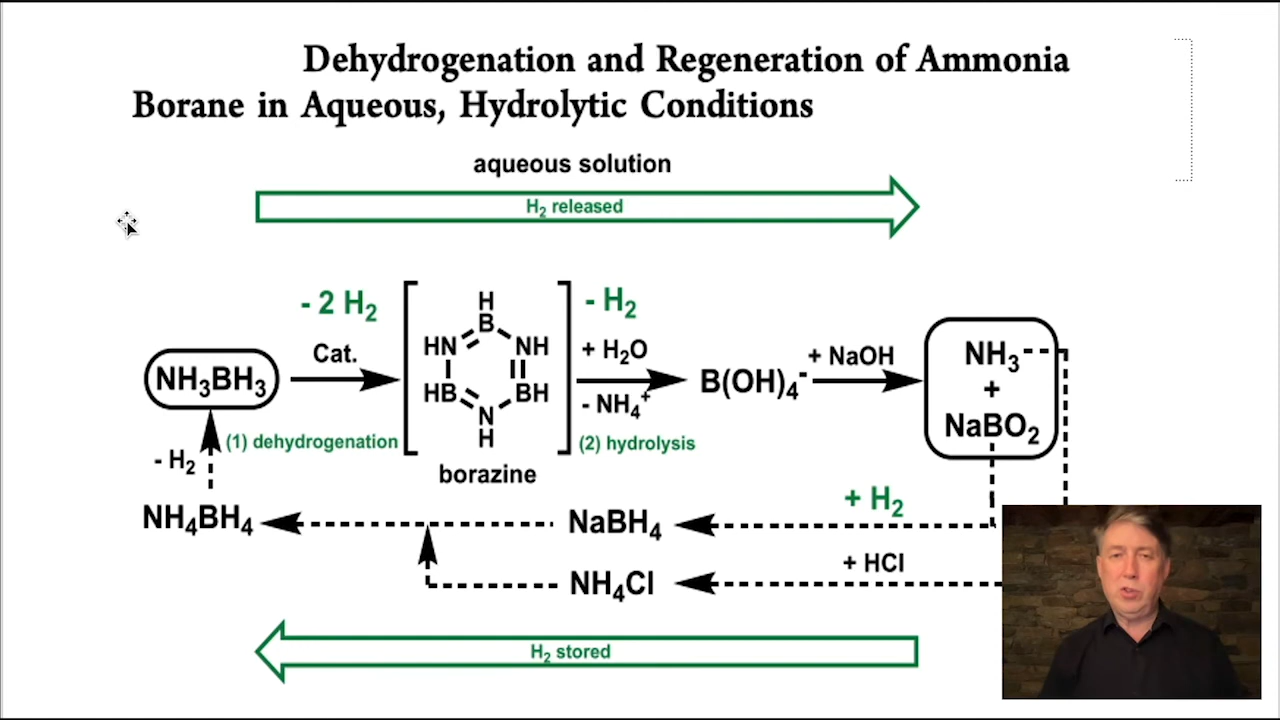 Dehydrogenation and Regeneration of Ammonia
Borane in Aqueous, Hydrolytic Conditions
aqueous solution
H₂ released
- 2 H₂
Cat.
NH₃BH₃
(1) dehydrogenation
H
B
HN
NH
HB
BH
N
H
borazine
- H₂
+ H₂O
- NH₄⁺
(2) hydrolysis
B(OH)₄⁻
+ NaOH
NH₃
+
NaBO₂
- H₂
NH₄BH₄
NaBH₄
+ H₂
NH₄Cl
+ HCl
H₂ stored